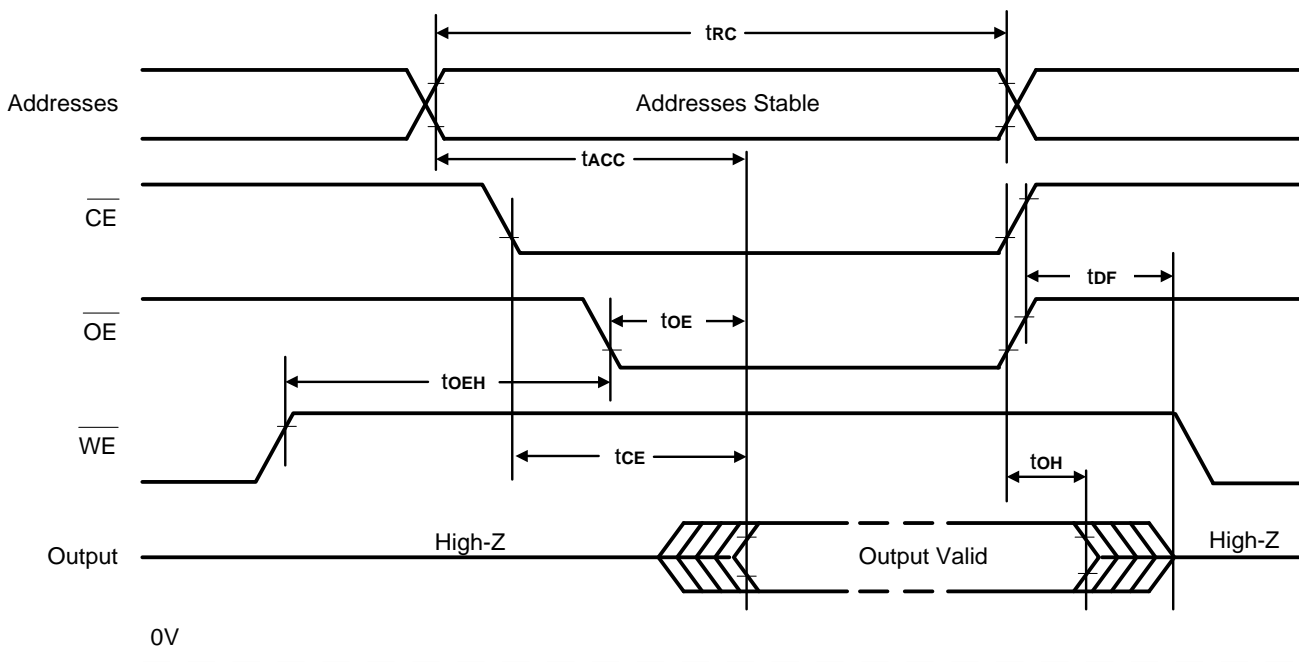 tRC
Addresses
Addresses Stable
tACC
CE
tDF
OE
tOE
tOEH
WE
tCE
tOH
Output
High-Z
Output Valid
High-Z
0V